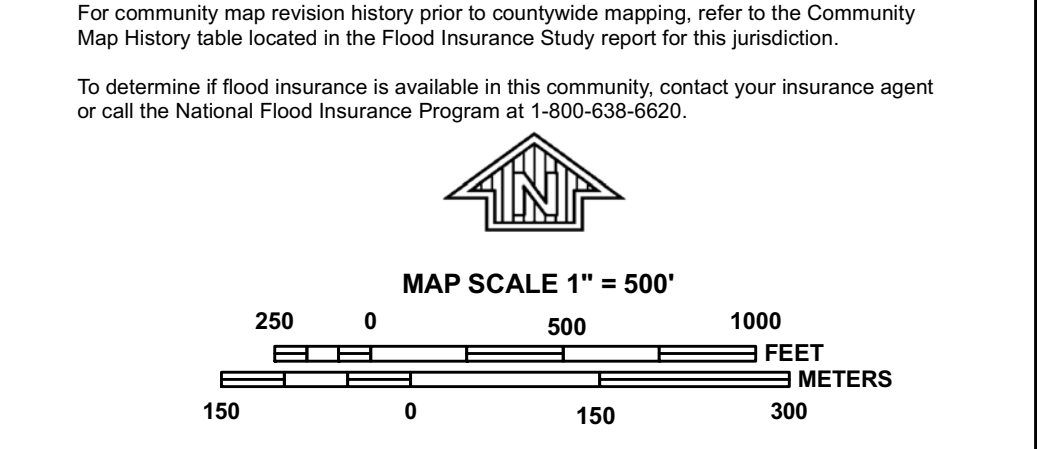 For community map revision history prior to countywide mapping, refer to the Community
Map History table located in the Flood Insurance Study report for this jurisdiction.
To determine if flood insurance is available in this community, contact your insurance agent
or call the National Flood Insurance Program at 1-800-638-6620.
N
MAP SCALE 1" = 500'
250 0 500 1000
FEET
METERS
150 0 150 300